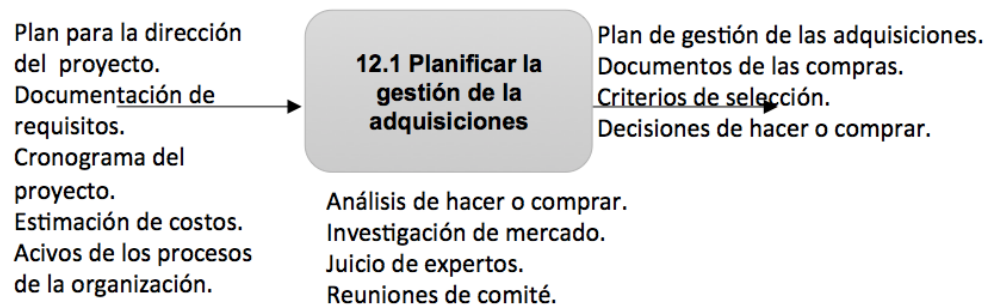 Plan para la dirección
del proyecto.
Documentación de
requisitos.
Cronograma del
proyecto.
Estimación de costos.
Acivos de los procesos
de la organización.
12.1 Planificar la
gestión de la
adquisiciones
Análisis de hacer o comprar.
Investigación de mercado.
Juicio de expertos.
Reuniones de comité.
Plan de gestión de las adquisiciones.
Documentos de las compras.
Criterios de selección.
Decisiones de hacer o comprar.